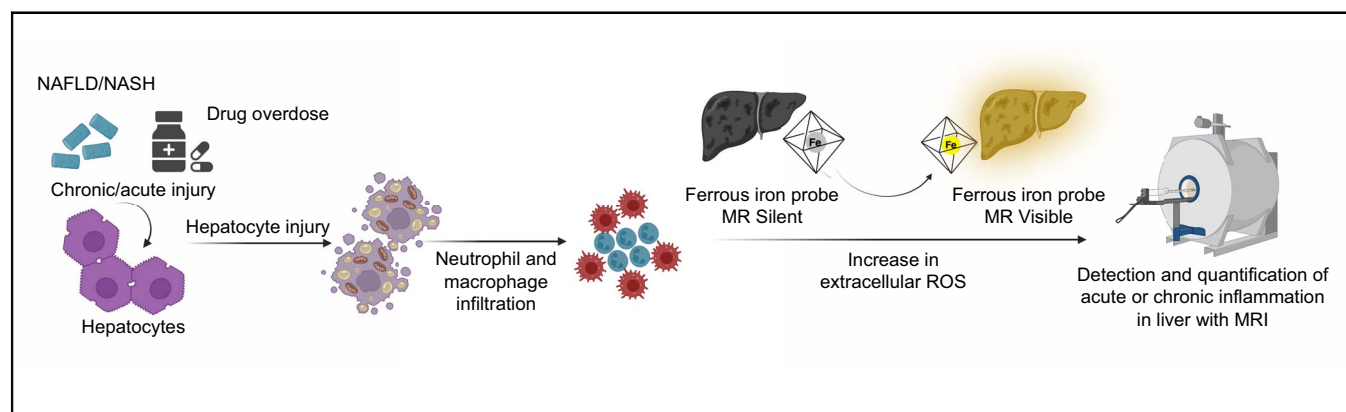 NAFLD/NASH
Drug overdose
Chronic/acute injury
Hepatocytes
Hepatocyte injury
Neutrophil and
macrophage
infiltration
Fe
Fe
Ferrous iron probe
MR Silent
Ferrous iron probe
MR Visible
Increase in
extracellular ROS
Detection and quantification of
acute or chronic inflammation
in liver with MRI